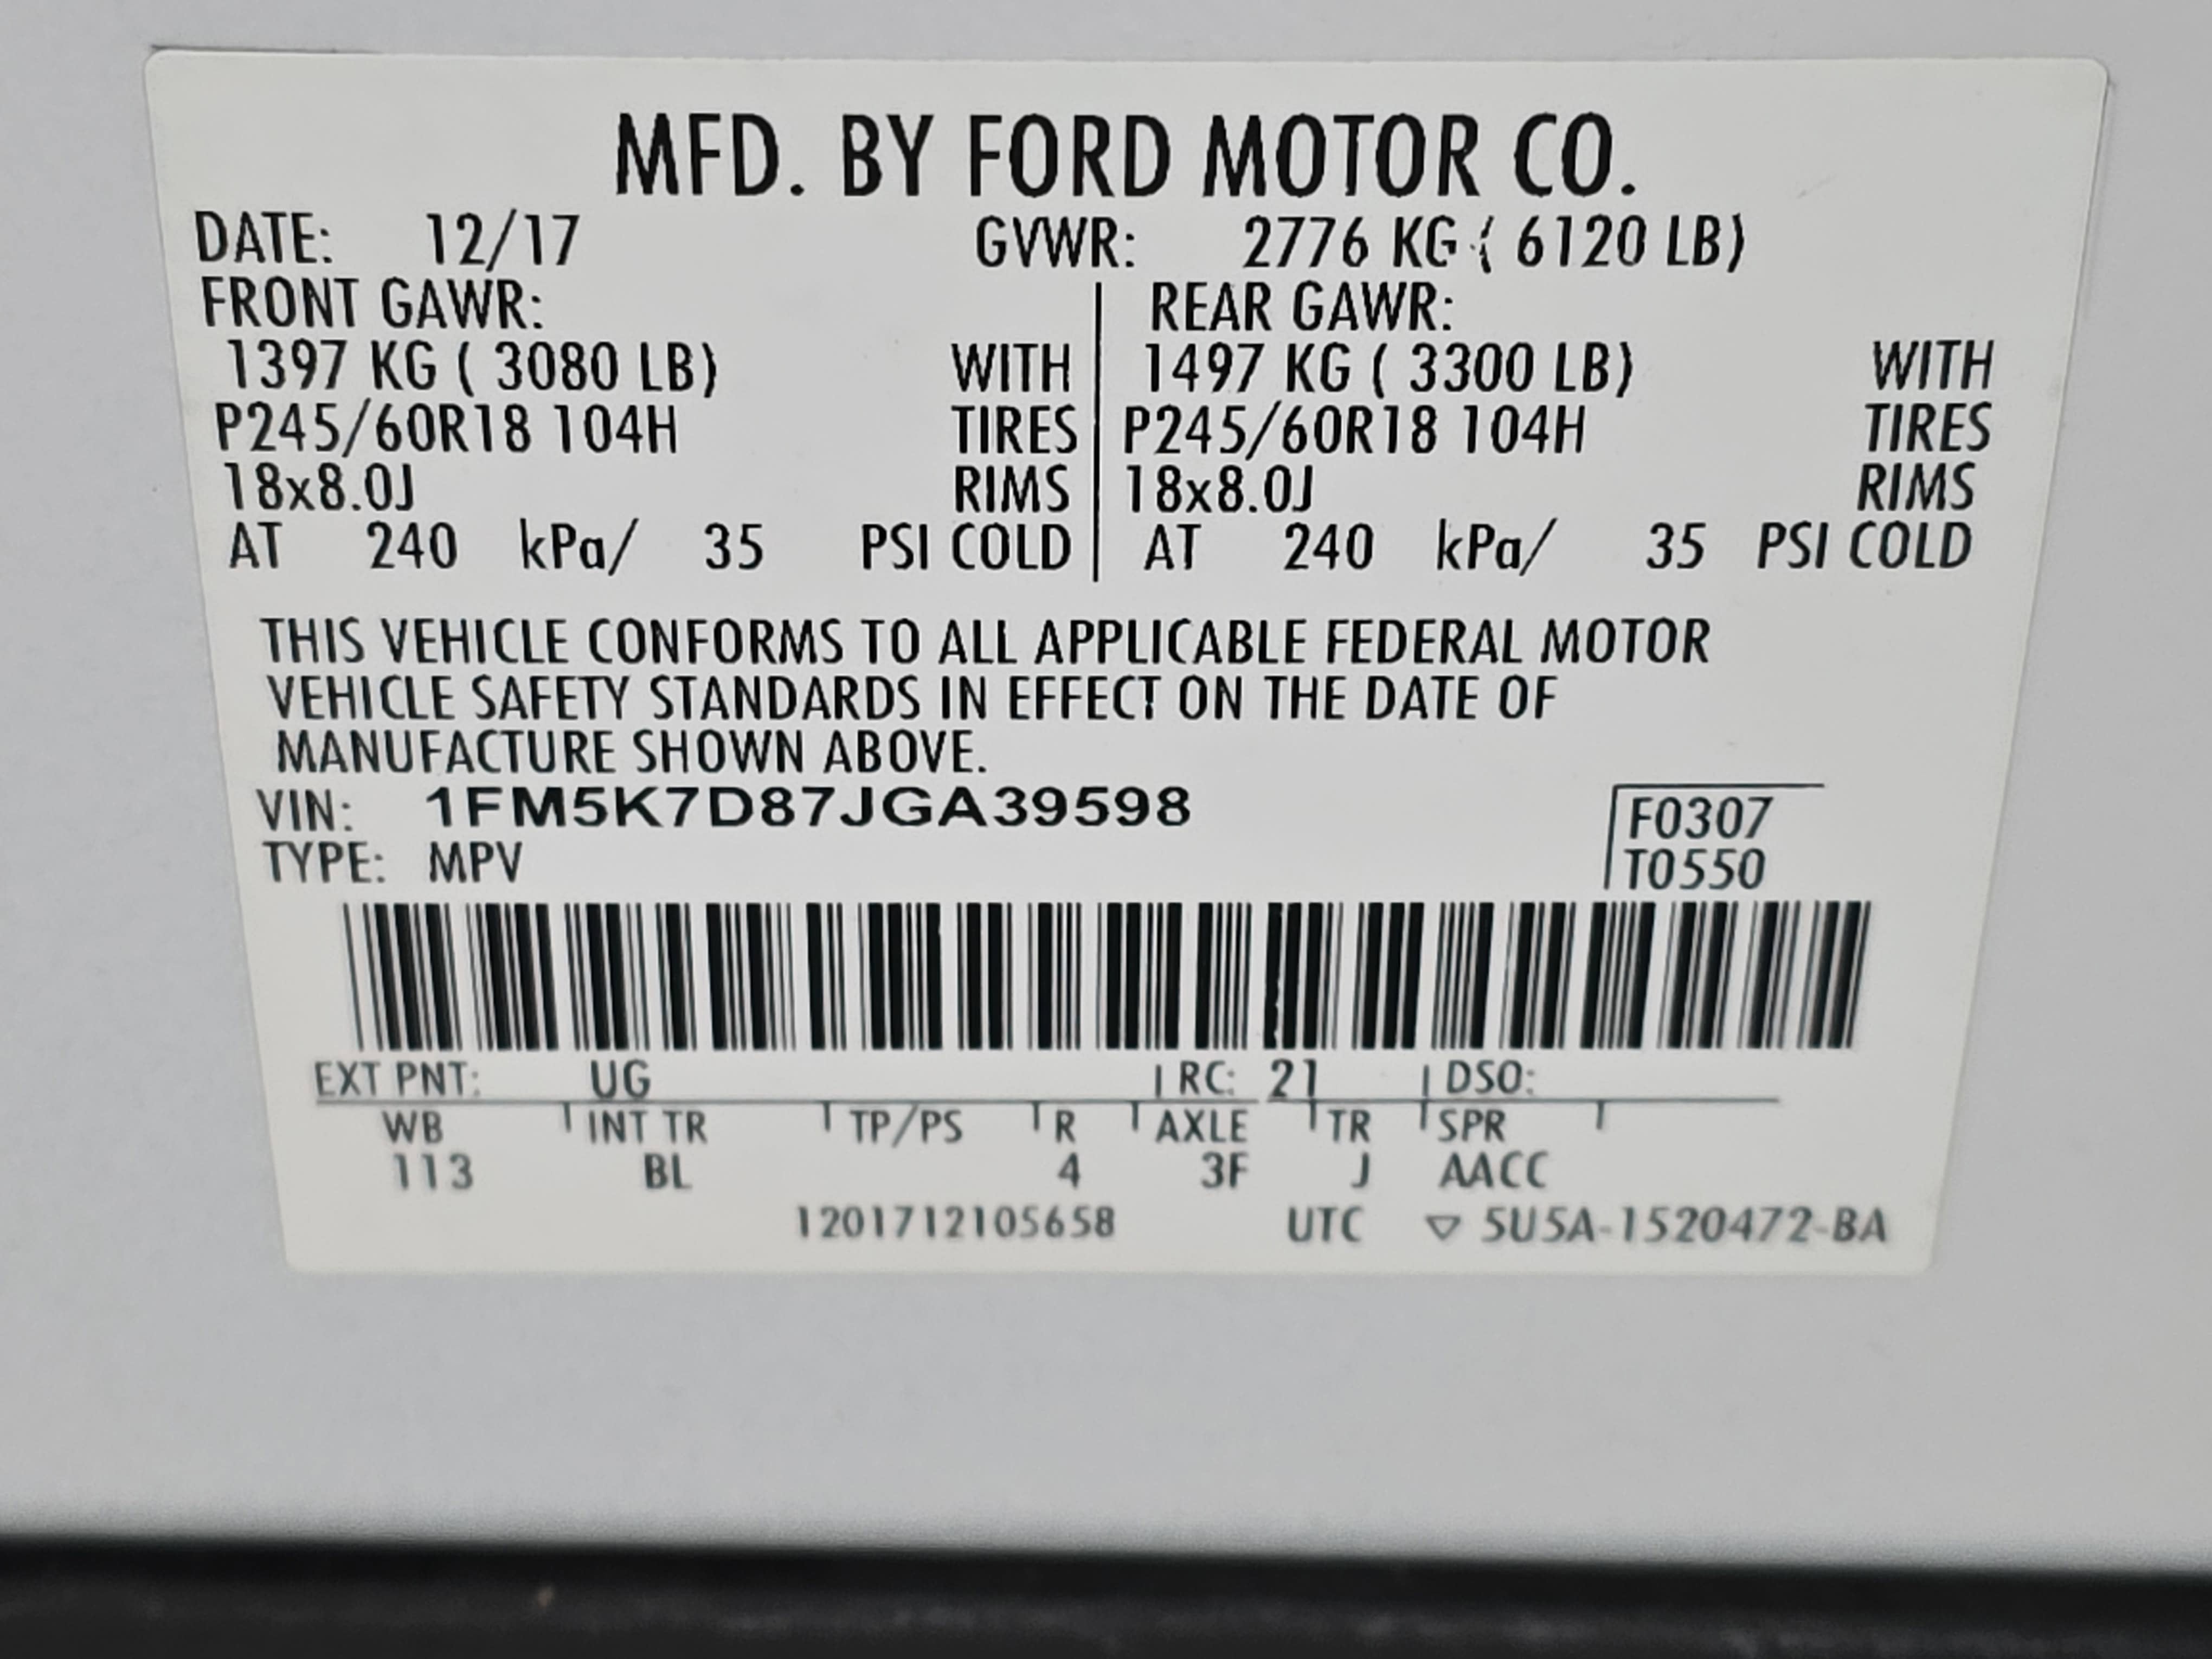 MFD. BY FORD MOTOR CO.
DATE: 12/17 GVWR: 2776 KG ( 6120 LB)
FRONT GAWR: REAR GAWR:
1397 KG ( 3080 LB) WITH 1497 KG ( 3300 LB) WITH
P245/60R18 104H TIRES P245/60R18 104H TIRES
18x8.0J RIMS 18x8.0J RIMS
AT 240 kPa/ 35 PSI COLD AT 240 kPa/ 35 PSI COLD
THIS VEHICLE CONFORMS TO ALL APPLICABLE FEDERAL MOTOR
VEHICLE SAFETY STANDARDS IN EFFECT ON THE DATE OF
MANUFACTURE SHOWN ABOVE.
VIN: 1FM5K7D87JGA39598 F0307
TYPE: MPV T0550
EXT PNT: UG RC: 21 DSO:
WB INT TR TP/PS R AXLE TR SPR
113 BL 4 3F J AACC
1201712105658 UTC ▽ 5U5A-1520472-BA